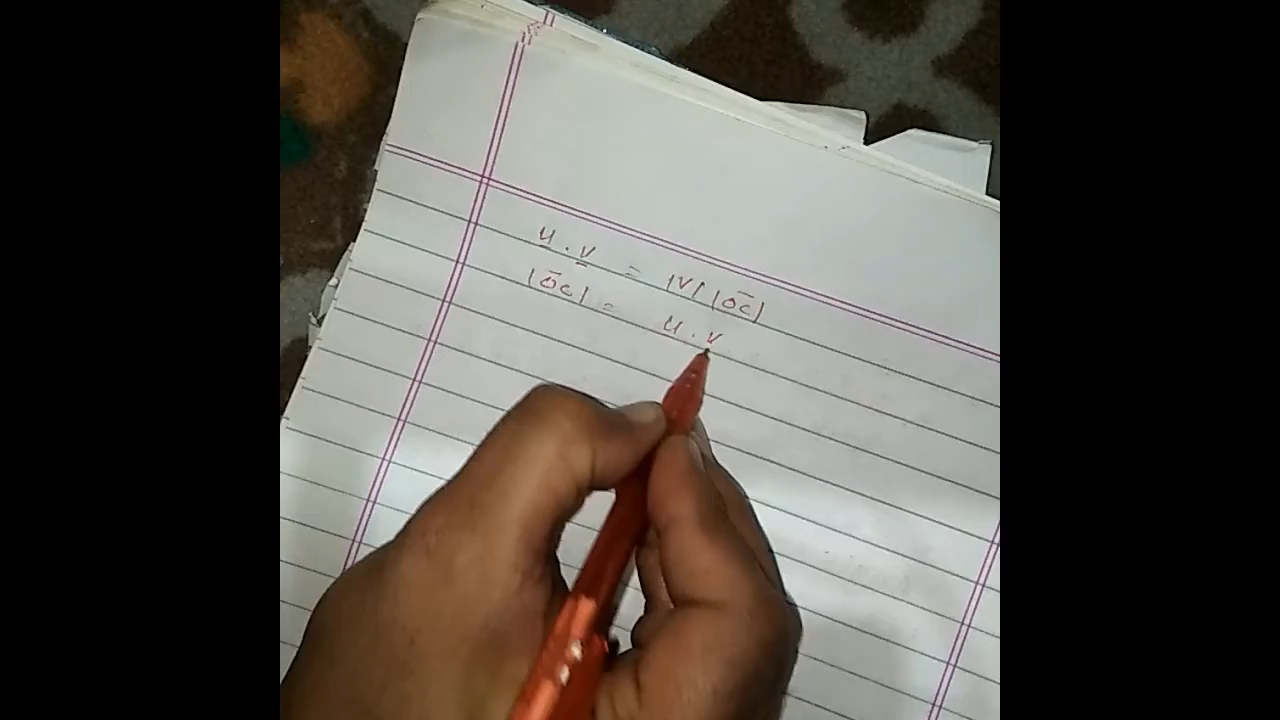 u . v = |v| |OC|
|OC| = u . v